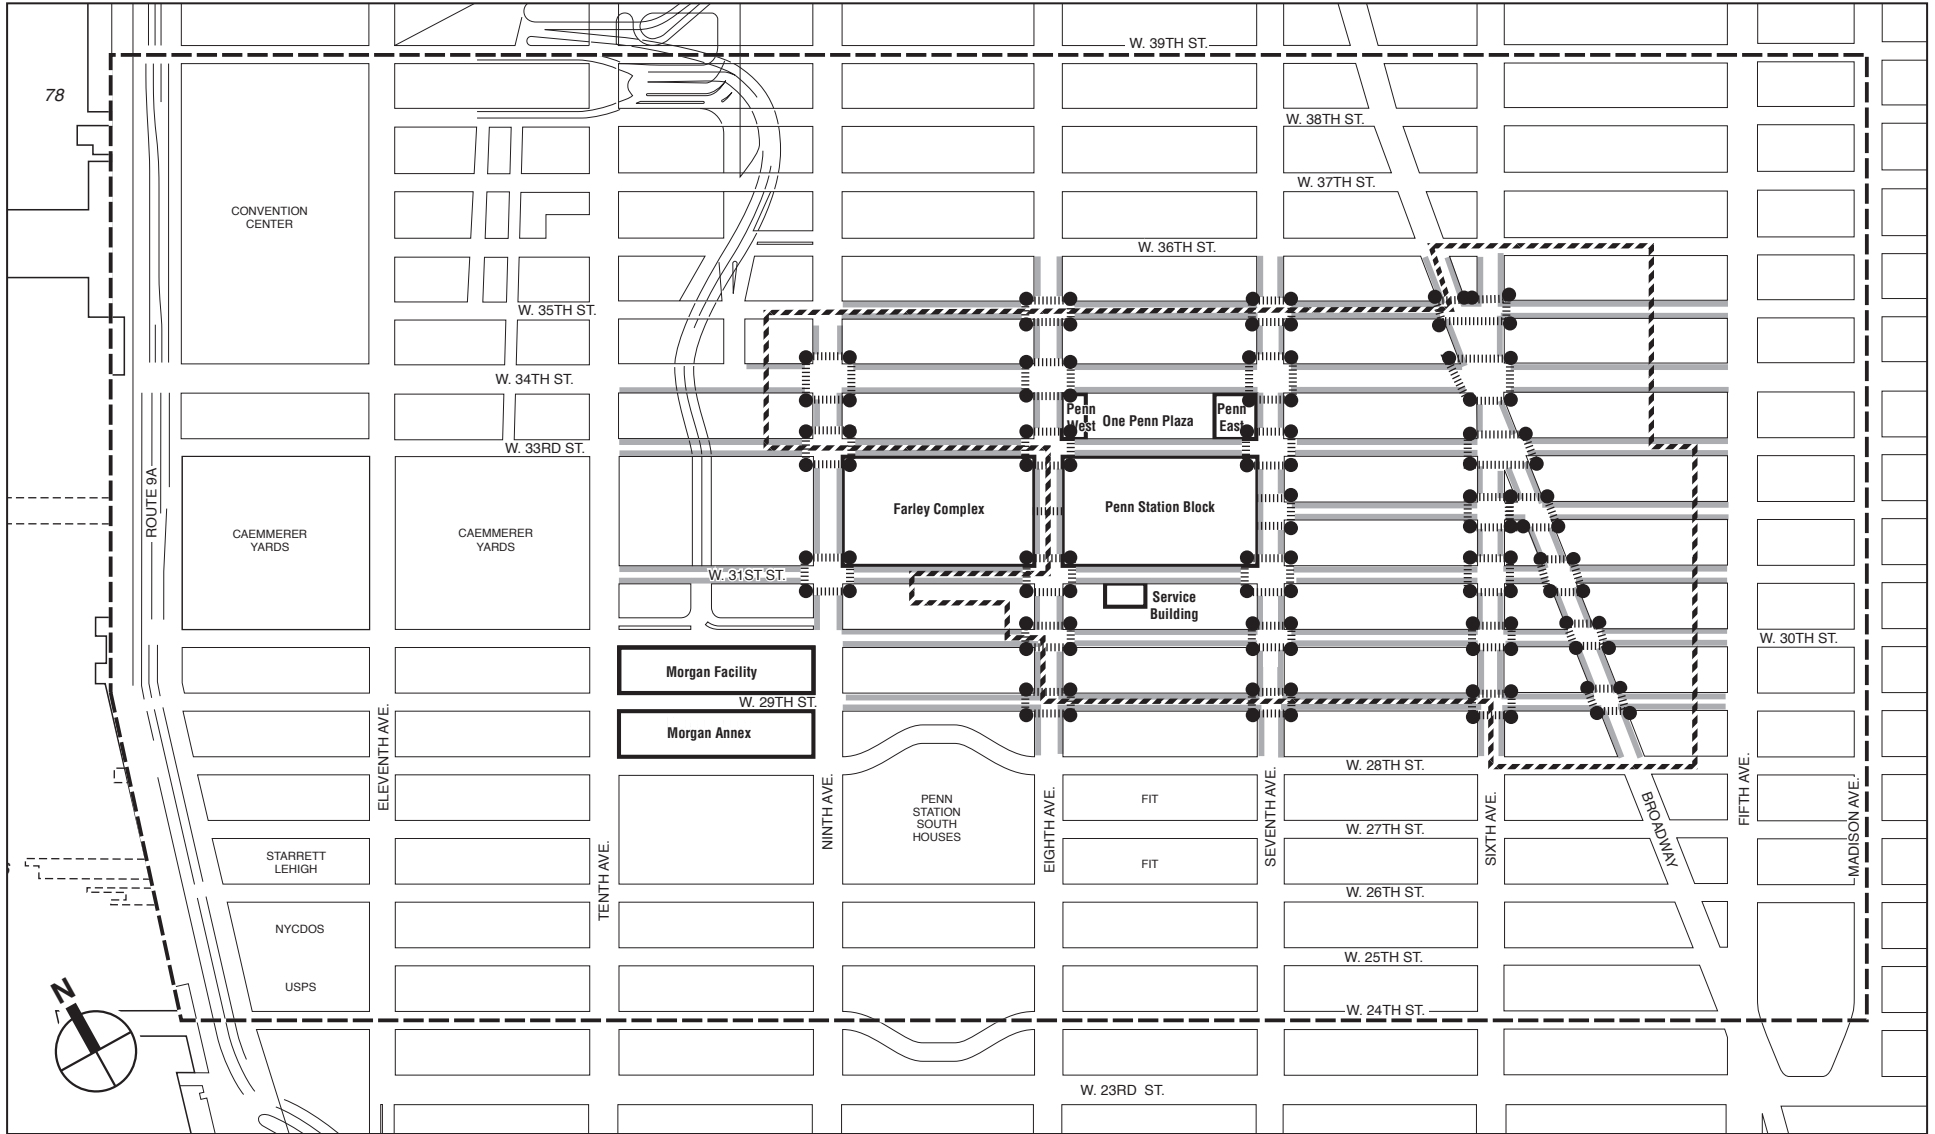 W. 39TH ST.
78
W. 38TH ST.
W. 37TH ST.
CONVENTION
CENTER
W. 36TH ST.
W. 35TH ST.
W. 34TH ST.
Penn
West
One Penn Plaza
Penn
East
W. 33RD ST.
ROUTE 9A
Farley Complex
Penn Station Block
CAEMMERER
YARDS
CAEMMERER
YARDS
W. 31ST ST.
Service
Building
W. 30TH ST.
Morgan Facility
W. 29TH ST.
Morgan Annex
ELEVENTH AVE.
W. 28TH ST.
NINTH AVE.
EIGHTH AVE.
SEVENTH AVE.
SIXTH AVE.
BROADWAY
FIFTH AVE.
MADISON AVE.
PENN
STATION
SOUTH
HOUSES
FIT
W. 27TH ST.
STARRETT
LEHIGH
FIT
TENTH AVE.
W. 26TH ST.
NYCDOS
W. 25TH ST.
USPS
N
W. 24TH ST.
W. 23RD ST.